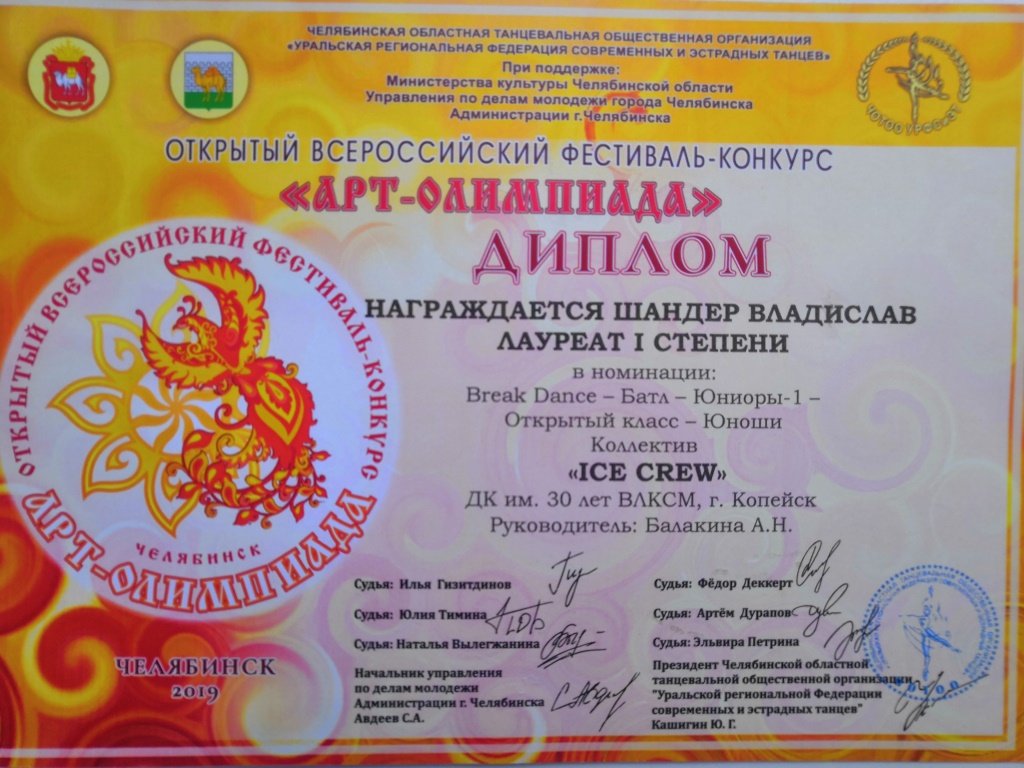 ЧЕЛЯБИНСКАЯ ОБЛАСТНАЯ ТАНЦЕВАЛЬНАЯ ОБЩЕСТВЕННАЯ ОРГАНИЗАЦИЯ
«УРАЛЬСКАЯ РЕГИОНАЛЬНАЯ ФЕДЕРАЦИЯ СОВРЕМЕННЫХ И ЭСТРАДНЫХ ТАНЦЕВ»
При поддержке:
Министерства культуры Челябинской области
Управления по делам молодежи города Челябинска
Администрации г.Челябинска
ЧОТОО УРФСИЭТ
ОТКРЫТЫЙ ВСЕРОССИЙСКИЙ ФЕСТИВАЛЬ-КОНКУРС
«АРТ-ОЛИМПИАДА»
ДИПЛОМ
НАГРАЖДАЕТСЯ ШАНДЕР ВЛАДИСЛАВ
ЛАУРЕАТ I СТЕПЕНИ
в номинации:
Break Dance – Батл – Юниоры-1 –
Открытый класс – Юноши
Коллектив
«ICE CREW»
ДК им. 30 лет ВЛКСМ, г. Копейск
Руководитель: Балакина А.Н.
ОТКРЫТЫЙ ВСЕРОССИЙСКИЙ ФЕСТИВАЛЬ-КОНКУРС
ЧЕЛЯБИНСК
АРТ-ОЛИМПИАДА
ЧЕЛЯБИНСК
2019
Судья: Илья Гизитдинов
Судья: Юлия Тимина
Судья: Наталья Вылегжанина
Начальник управления
по делам молодежи
Администрации г. Челябинска
Авдеев С.А.
Судья: Фёдор Деккерт
Судья: Артём Дурапов
Судья: Эльвира Петрина
Президент Челябинской областной
танцевальной общественной организации
"Уральской региональной Федерации
современных и эстрадных танцев"
Кашигин Ю. Г.